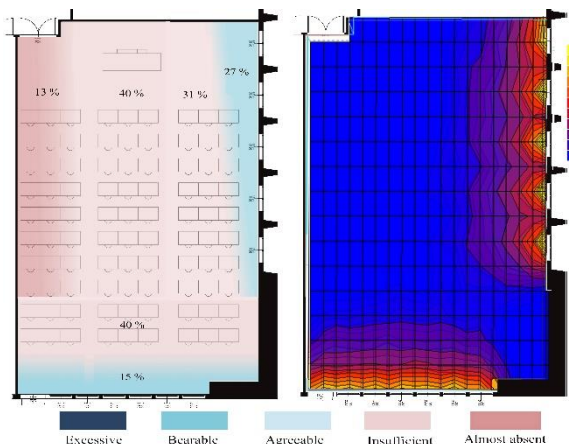 27 %
13 % 40 % 31 %
40 %
15 %
Excessive Bearable Agreeable Insufficient Almost absent